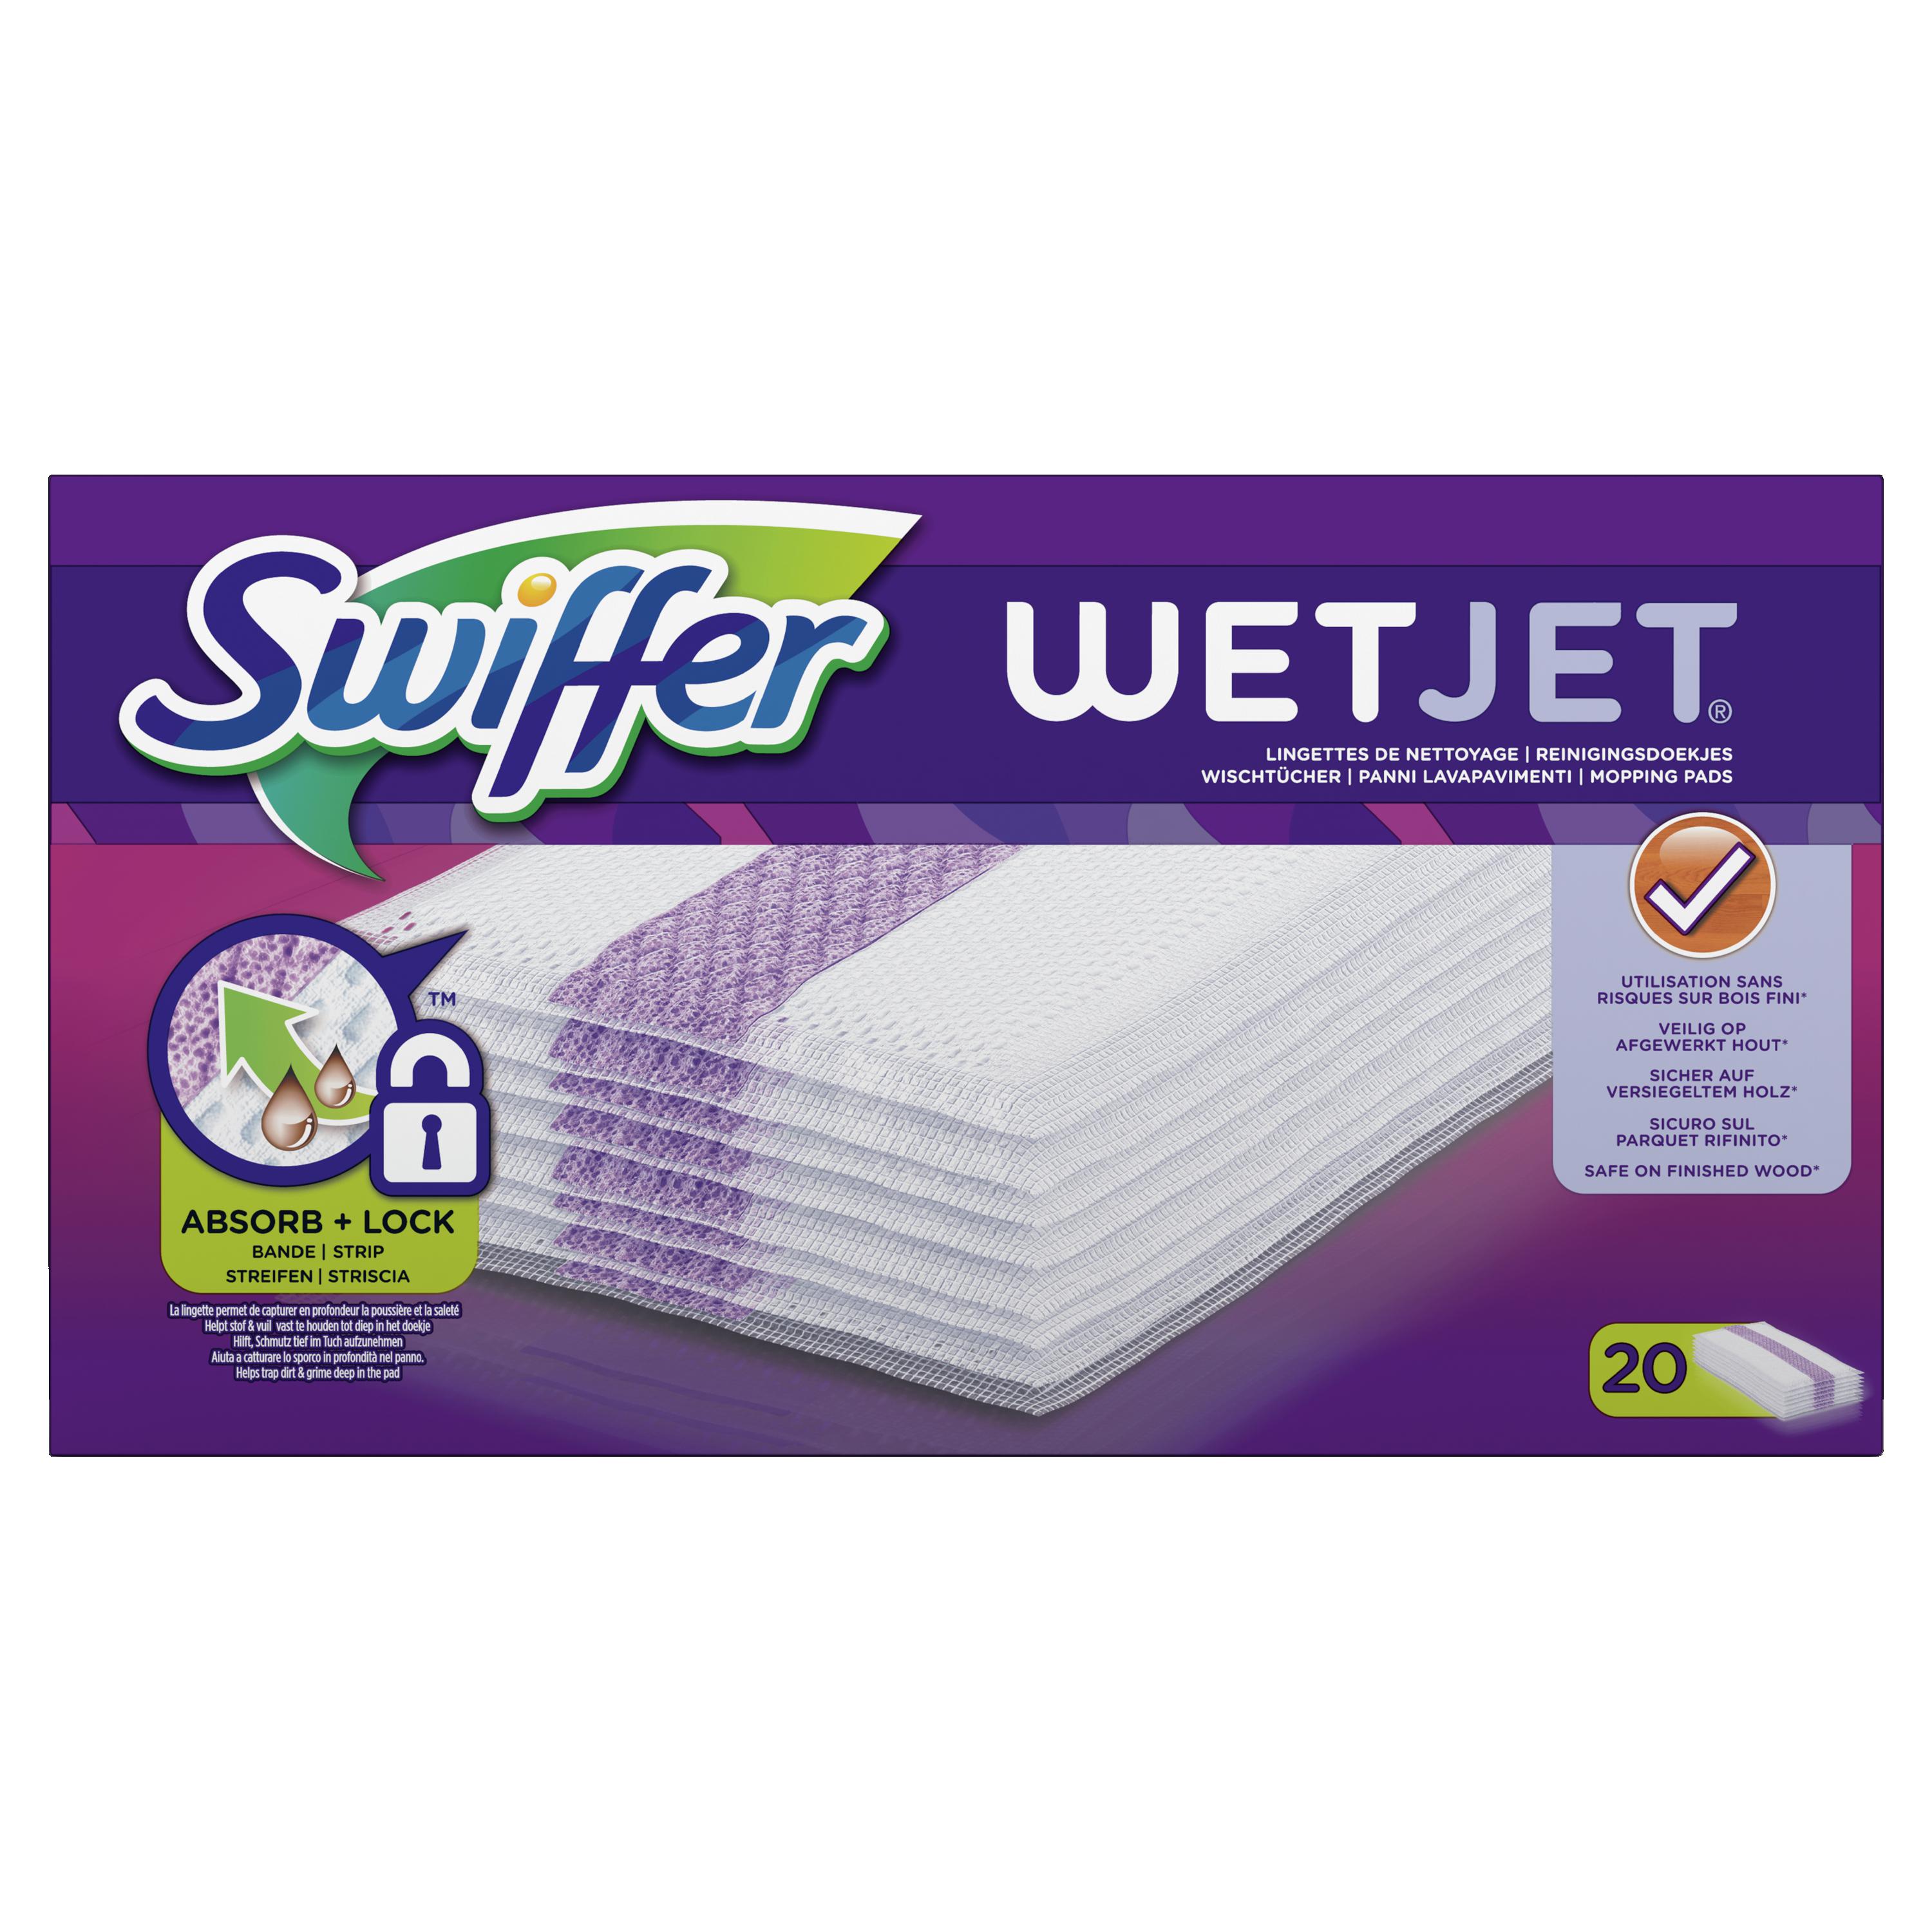 Swiffer
WETJET®
LINGETTES DE NETTOYAGE | REINIGINGSDOEKJES
WISCHTÜCHER | PANNI LAVAPAVIMENTI | MOPPING PADS
UTILISATION SANS
RISQUES SUR BOIS FINI*
VEILIG OP
AFGEWERKT HOUT*
SICHER AUF
VERSIEGELTEM HOLZ*
SICURO SUL
PARQUET RIFINITO*
SAFE ON FINISHED WOOD*
TM
ABSORB + LOCK
BANDE | STRIP
STREIFEN | STRISCIA
La lingette permet de capturer en profondeur la poussière et la saleté
Helpt stof & vuil vast te houden tot diep in het doekje
Hilft, Schmutz tief im Tuch aufzunehmen
Aiuta a catturare lo sporco in profondità nel panno.
Helps trap dirt & grime deep in the pad
20